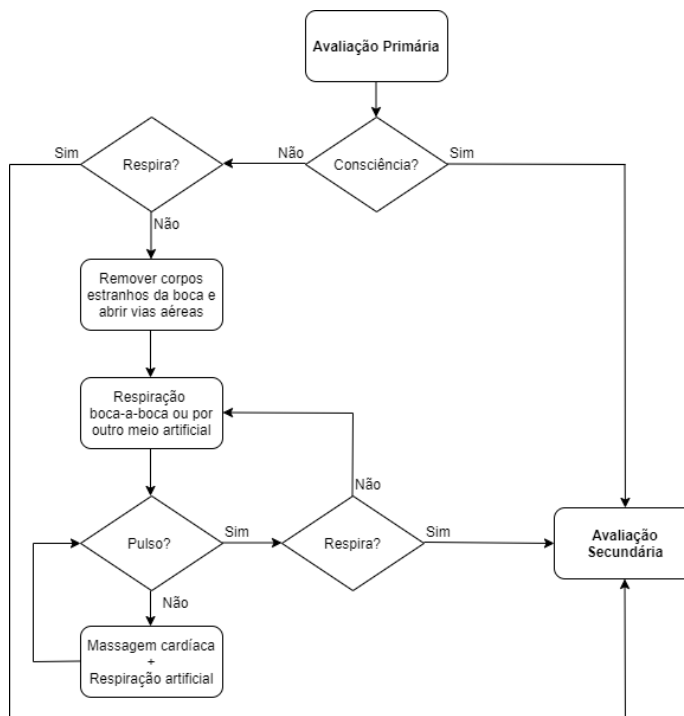 Avaliação Primária
Sim
Respira?
Não
Consciência?
Sim
Não
Remover corpos
estranhos da boca e
abrir vias aéreas
Respiração
boca-a-boca ou por
outro meio artificial
Não
Pulso?
Sim
Respira?
Sim
Avaliação
Secundária
Não
Massagem cardíaca
+
Respiração artificial